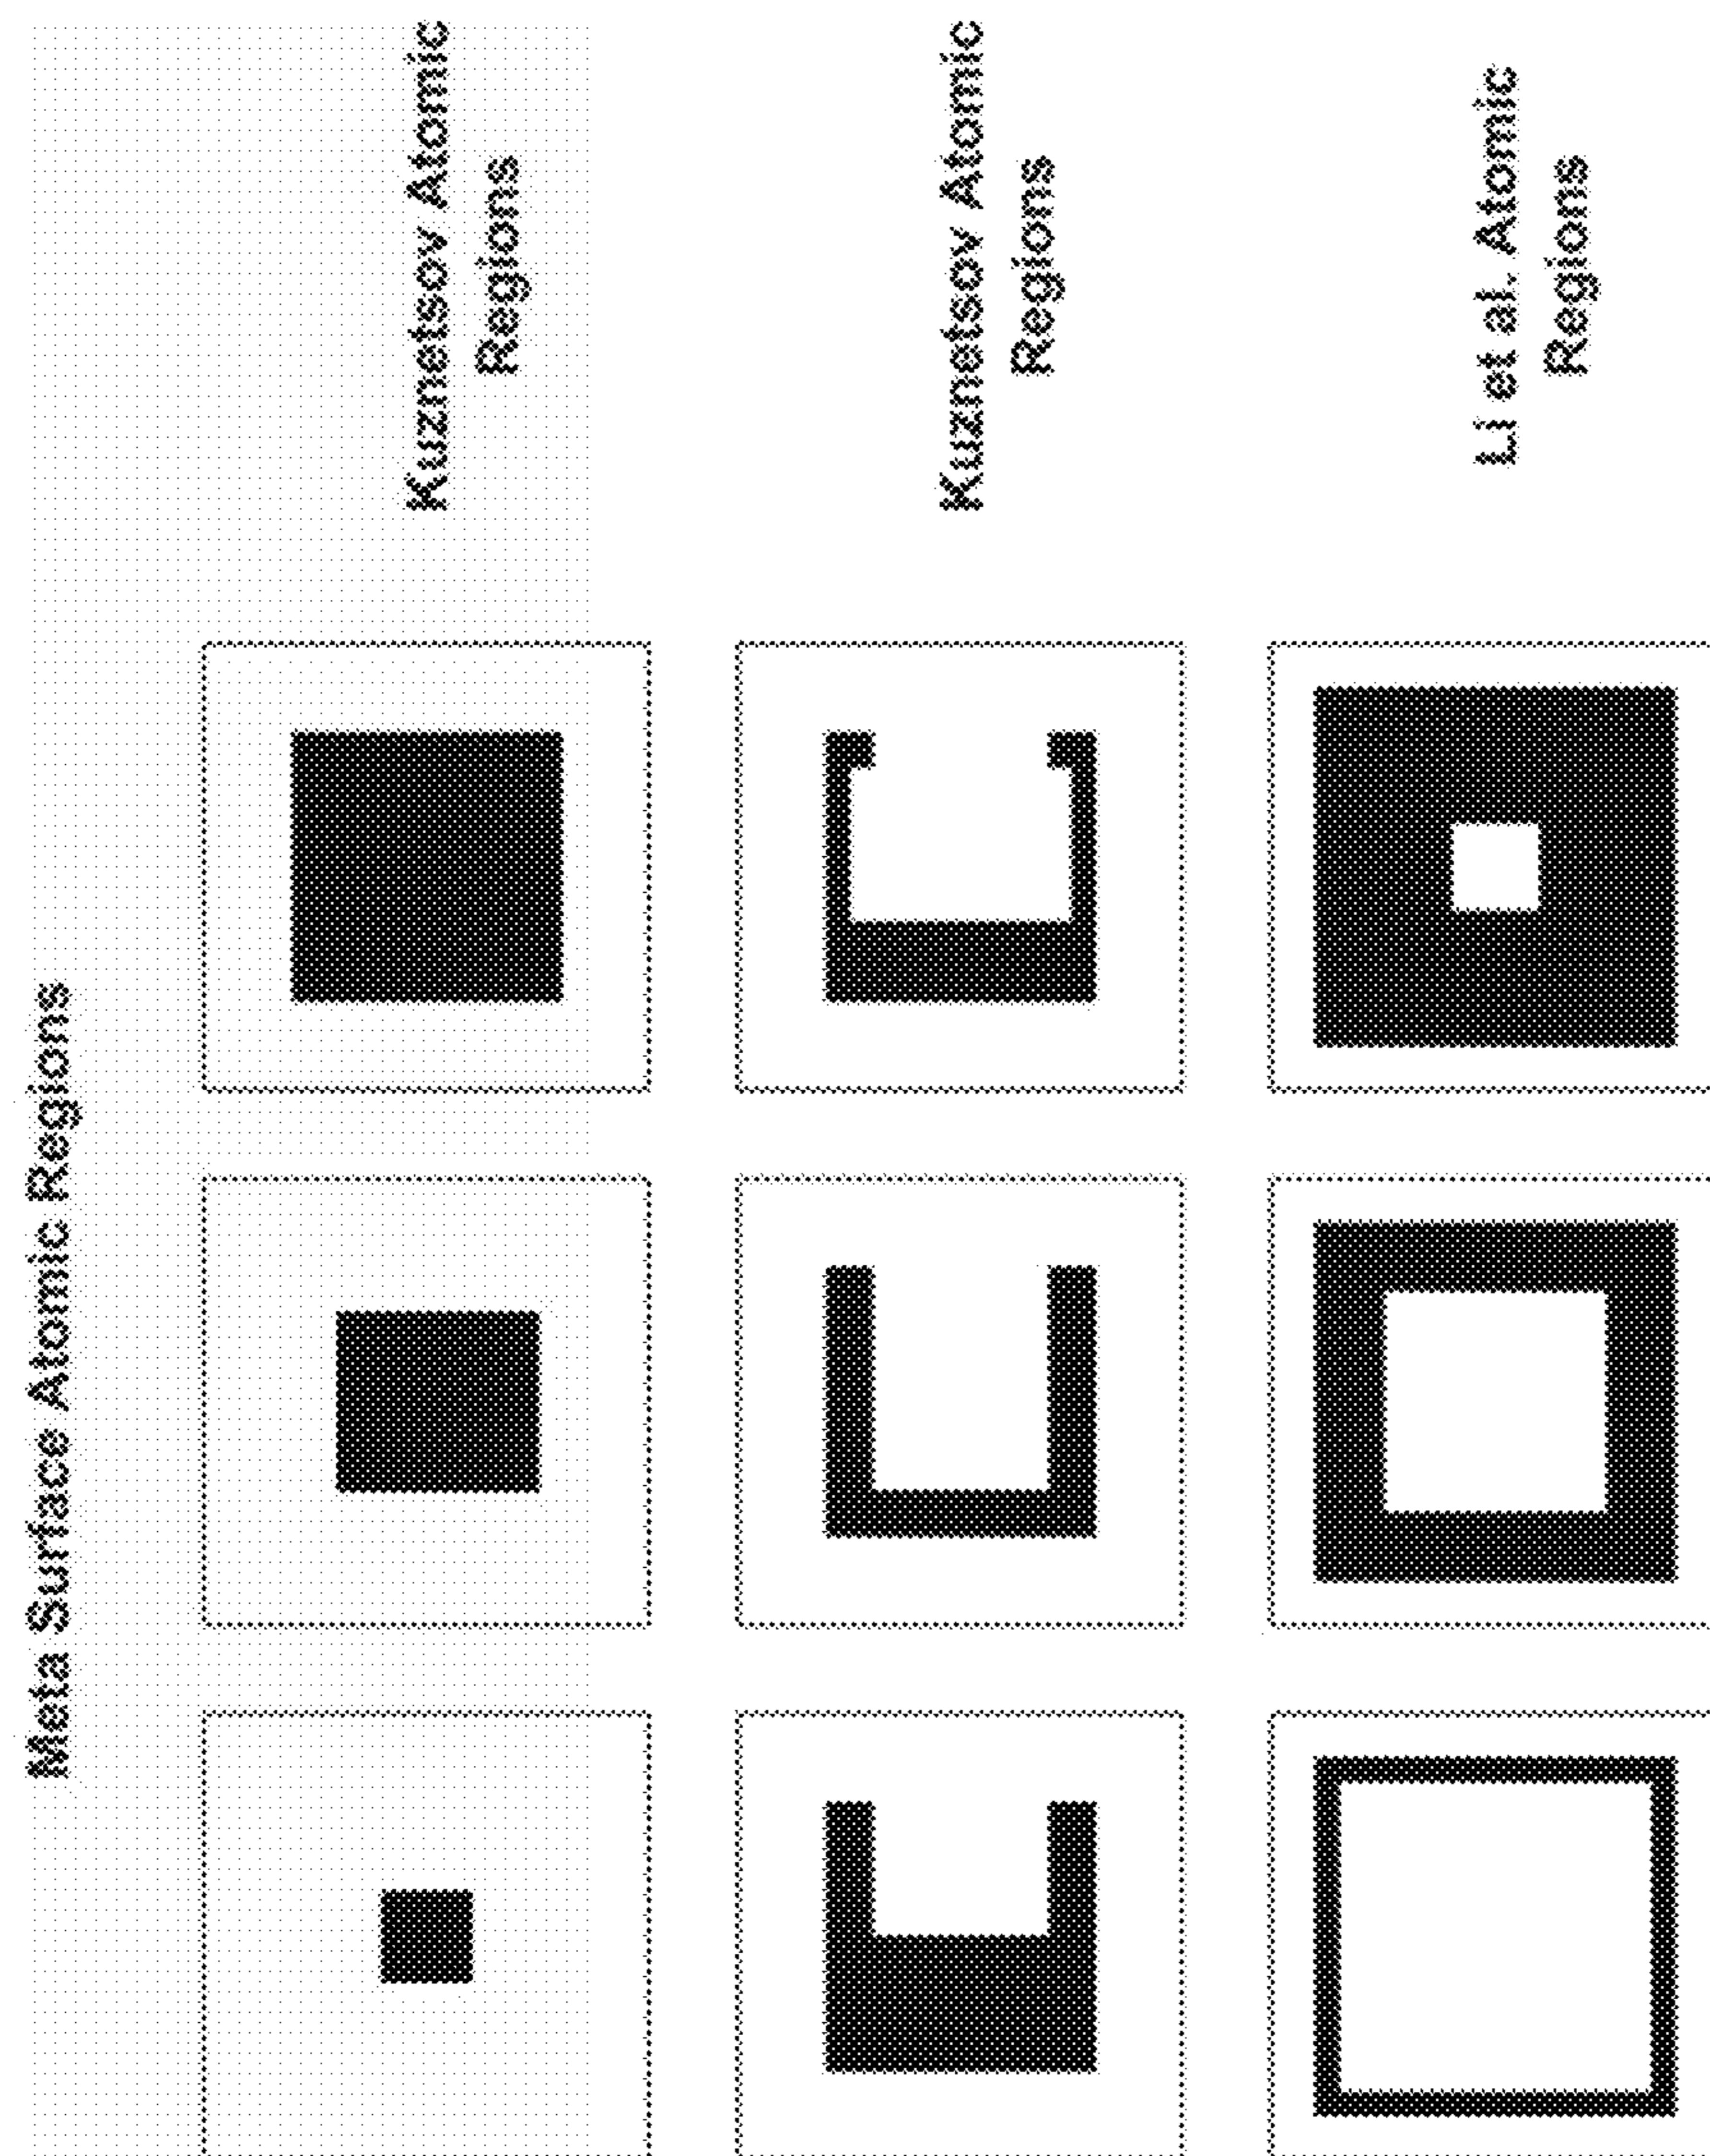 Meta Surface Atomic Regions
Kuznetsov Atomic
Regions
Kuznetsov Atomic
Regions
Li et al. Atomic
Regions